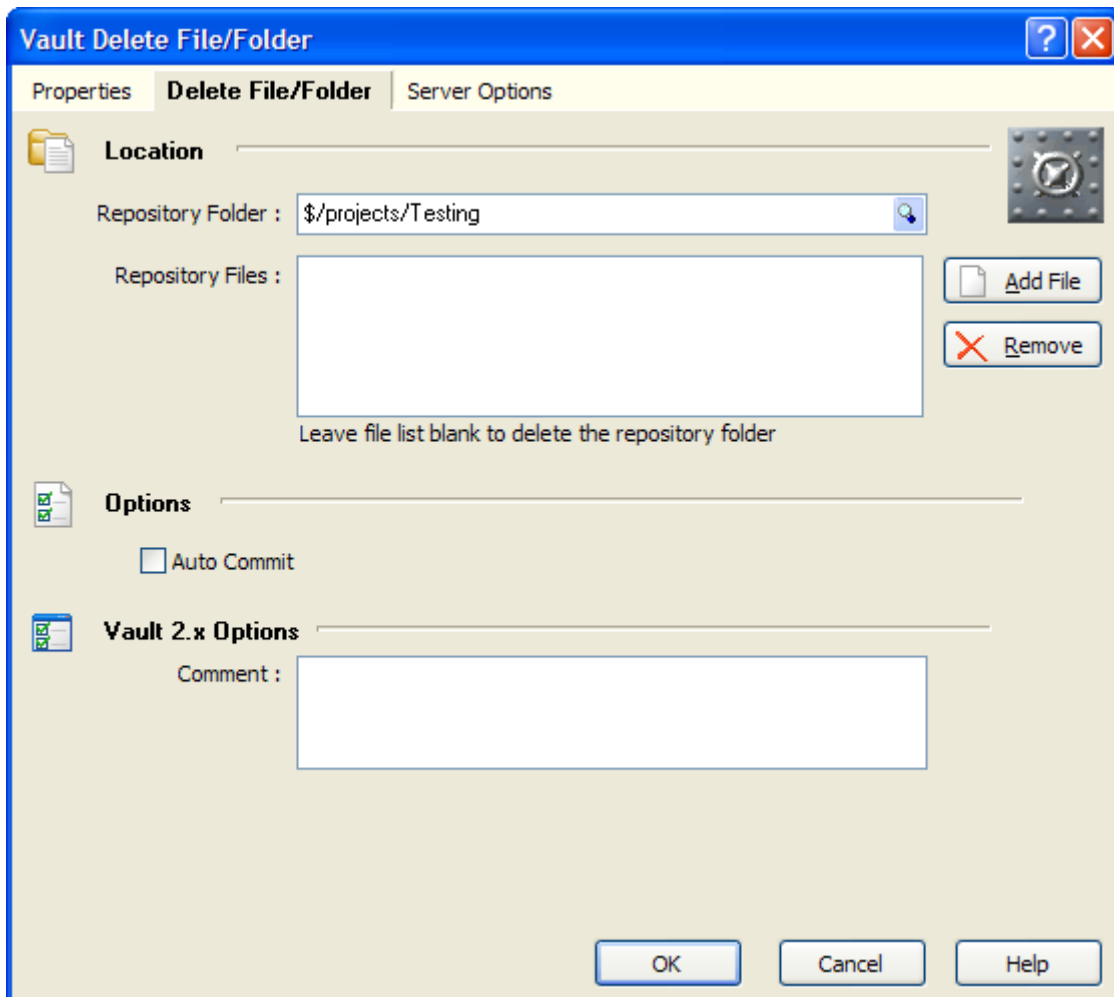 Vault Delete File/Folder
Properties Delete File/Folder Server Options
Location
Repository Folder : $/projects/Testing
Repository Files :
Add File
Remove
Leave file list blank to delete the repository folder
Options
Auto Commit
Vault 2.x Options
Comment :
OK Cancel Help